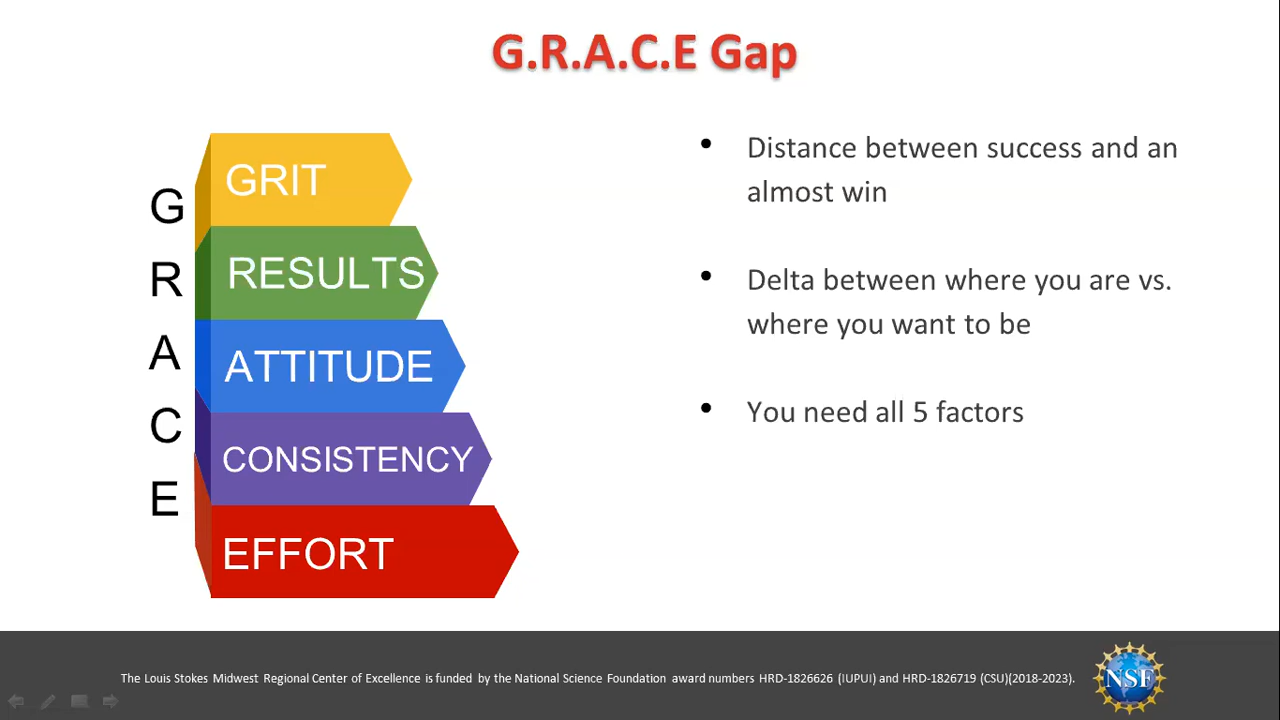 G.R.A.C.E Gap
G
R
A
C
E
GRIT
RESULTS
ATTITUDE
CONSISTENCY
EFFORT
• Distance between success and an
almost win
• Delta between where you are vs.
where you want to be
• You need all 5 factors
The Louis Stokes Midwest Regional Center of Excellence is funded by the National Science Foundation award numbers HRD-1826626 (IUPUI) and HRD-1826719 (CSU)(2018-2023).
NSF